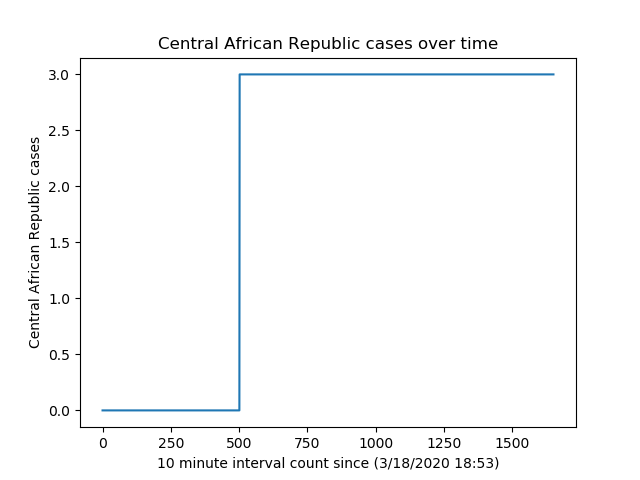 Central African Republic cases over time
3.0
2.5
2.0
1.5
1.0
0.5
0.0
Central African Republic cases
0 250 500 750 1000 1250 1500
10 minute interval count since (3/18/2020 18:53)